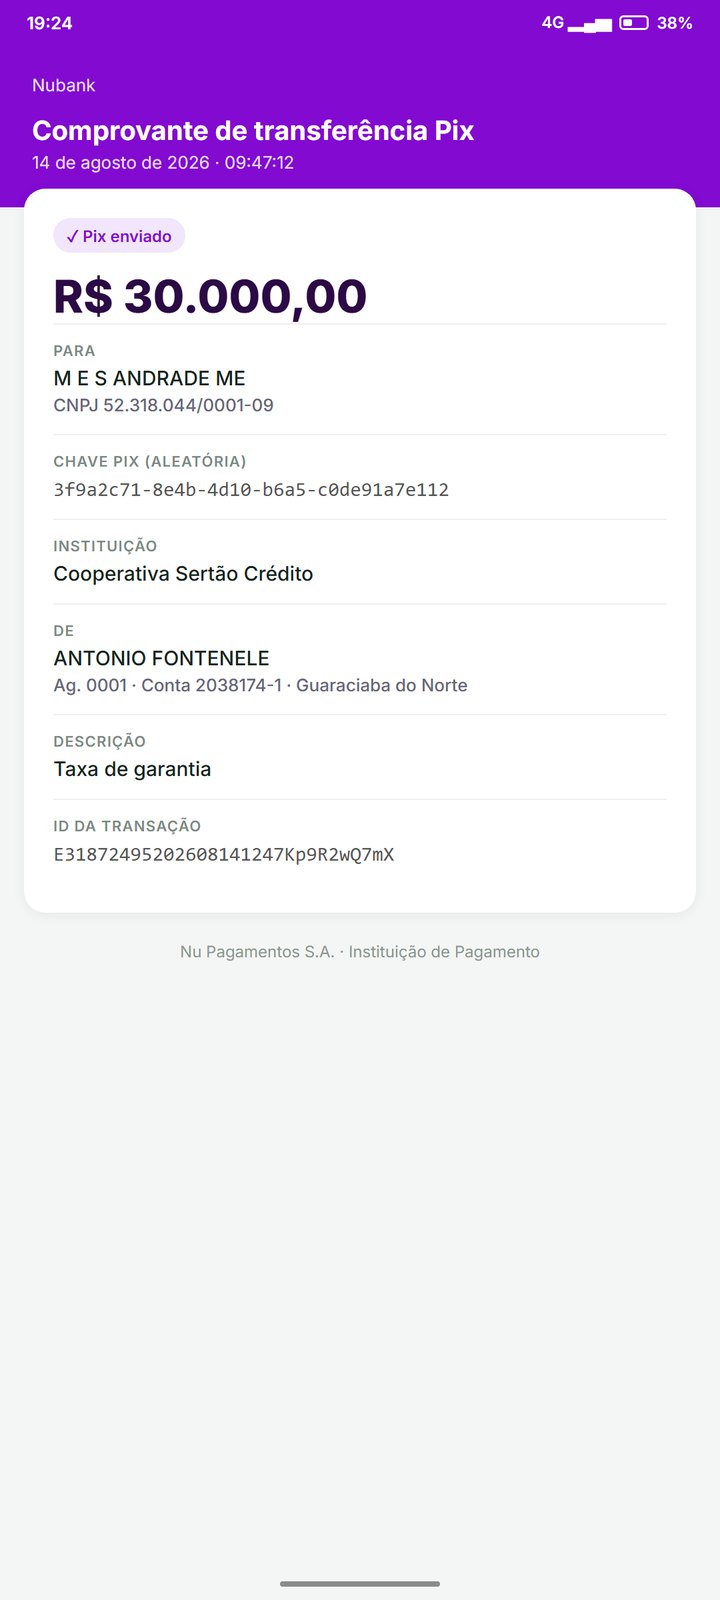 19:24
4G 38%
Nubank
Comprovante de transferência Pix
14 de agosto de 2026 · 09:47:12
✓ Pix enviado
R$ 30.000,00
PARA
M E S ANDRADE ME
CNPJ 52.318.044/0001-09
CHAVE PIX (ALEATÓRIA)
3f9a2c71-8e4b-4d10-b6a5-c0de91a7e112
INSTITUIÇÃO
Cooperativa Sertão Crédito
DE
ANTONIO FONTENELE
Ag. 0001 · Conta 2038174-1 · Guaraciaba do Norte
DESCRIÇÃO
Taxa de garantia
ID DA TRANSAÇÃO
E31872495202608141247Kp9R2wQ7mX
Nu Pagamentos S.A. · Instituição de Pagamento